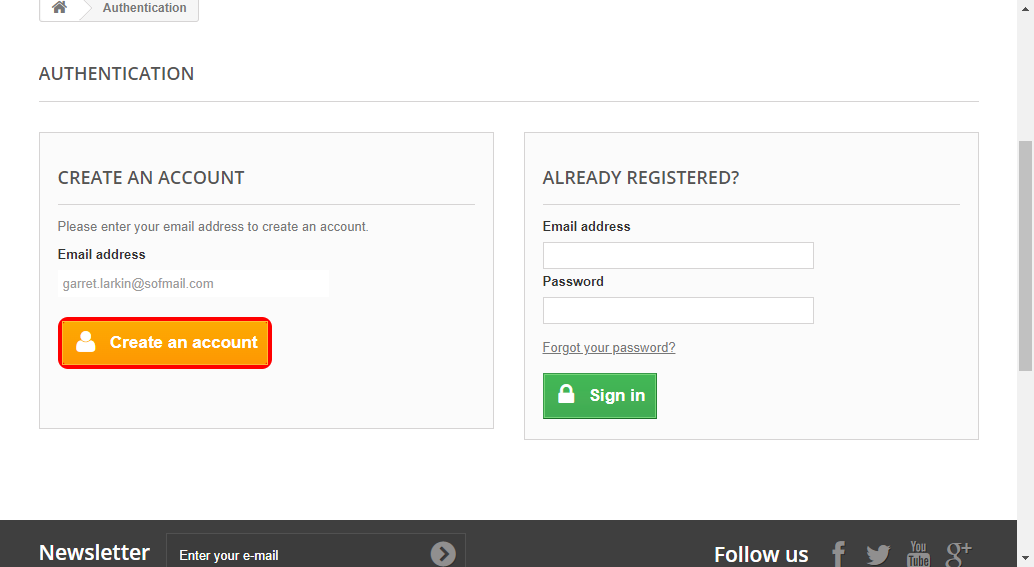 Authentication
AUTHENTICATION
CREATE AN ACCOUNT
Please enter your email address to create an account.
Email address
garret.larkin@sofmail.com
Create an account
ALREADY REGISTERED?
Email address
Password
Forgot your password?
Sign in
Newsletter
Enter your e-mail
Follow us
f
You
Tube
g+